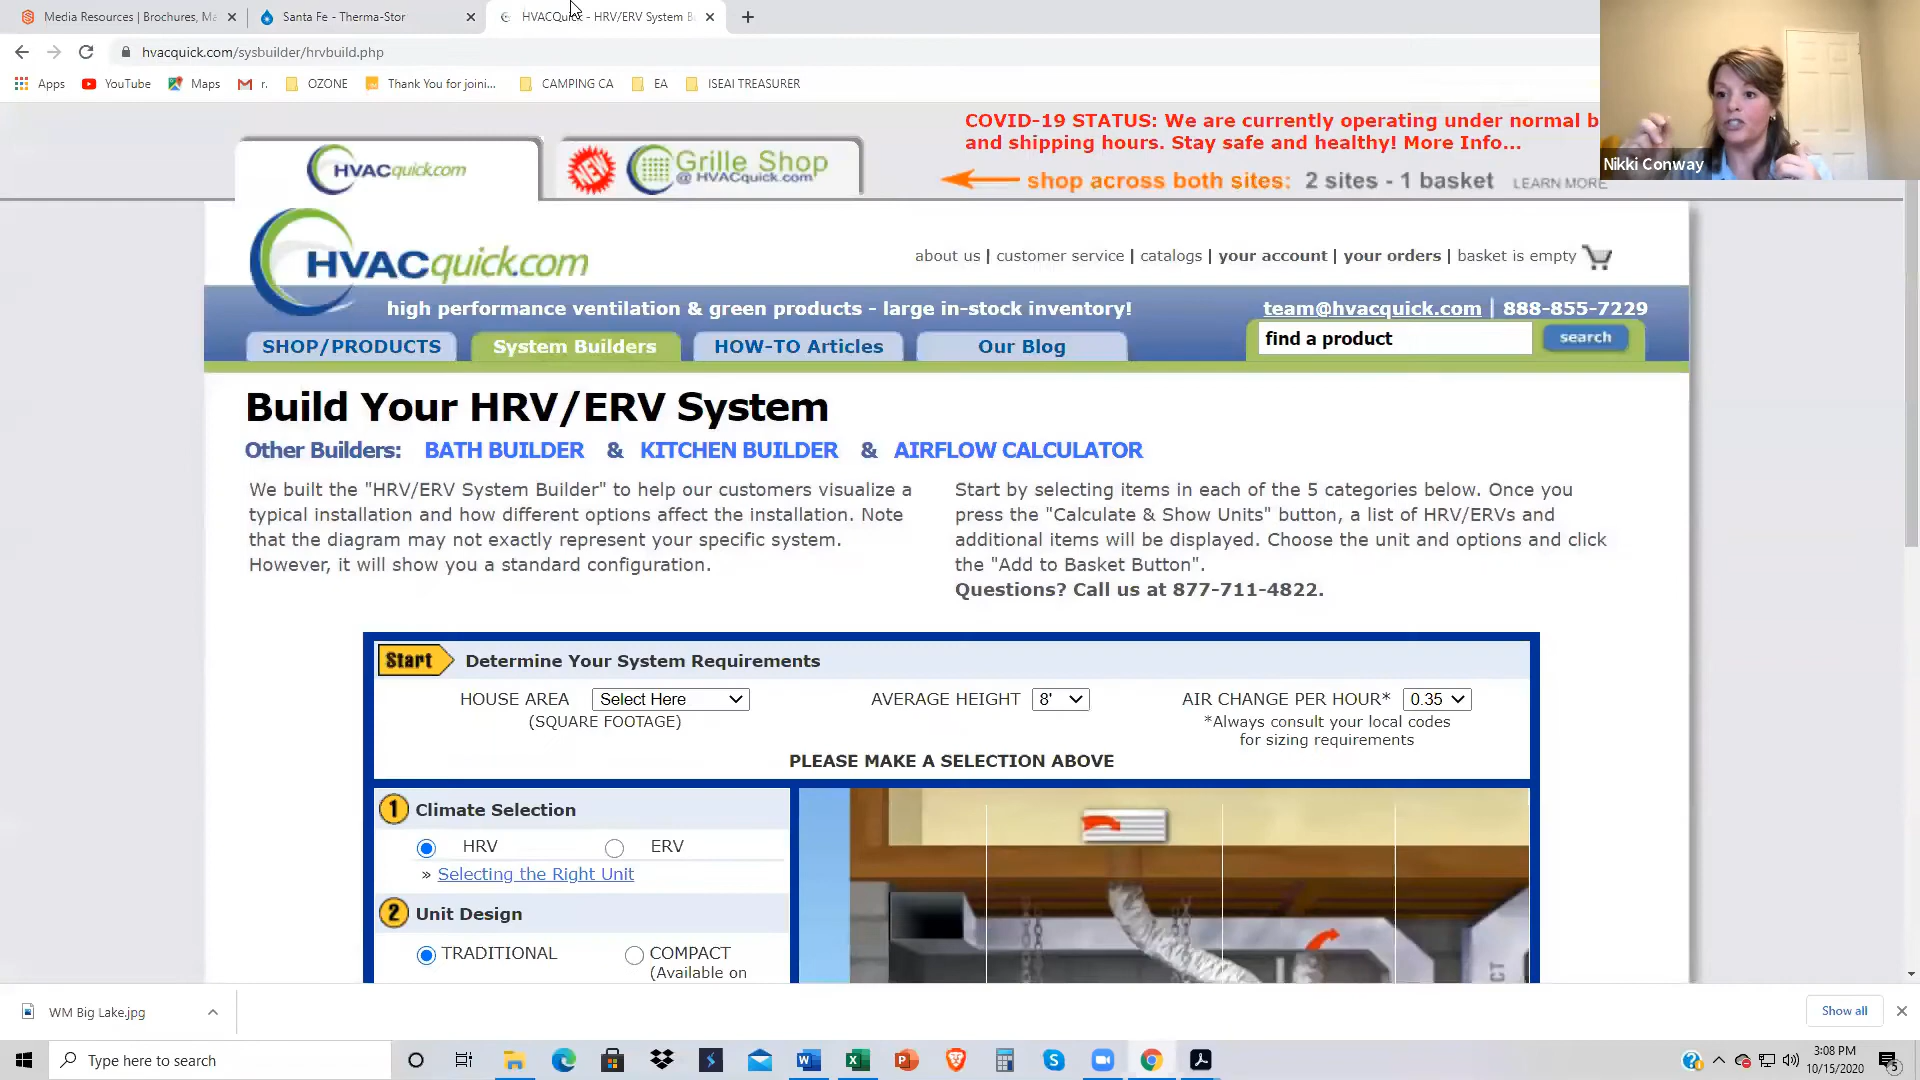 Media Resources | Brochures, Ma
Santa Fe - Therma-Stor
HVACQuick - HRV/ERV System B
hvacquick.com/sysbuilder/hrvbuild.php
Apps
YouTube
Maps
r.
OZONE
Thank You for joini...
CAMPING CA
EA
ISEAI TREASURER
Nikki Conway
HVACquick.com
NEW
Grille Shop
@ HVACquick.com
COVID-19 STATUS: We are currently operating under normal b
and shipping hours. Stay safe and healthy! More Info...
shop across both sites: 2 sites - 1 basket LEARN MORE
HVACquick.com
about us | customer service | catalogs | your account | your orders | basket is empty
high performance ventilation & green products - large in-stock inventory!
team@hvacquick.com | 888-855-7229
SHOP/PRODUCTS
System Builders
HOW-TO Articles
Our Blog
find a product
search
Build Your HRV/ERV System
Other Builders: BATH BUILDER & KITCHEN BUILDER & AIRFLOW CALCULATOR
We built the "HRV/ERV System Builder" to help our customers visualize a
typical installation and how different options affect the installation. Note
that the diagram may not exactly represent your specific system.
However, it will show you a standard configuration.
Start by selecting items in each of the 5 categories below. Once you
press the "Calculate & Show Units" button, a list of HRV/ERVs and
additional items will be displayed. Choose the unit and options and click
the "Add to Basket Button".
Questions? Call us at 877-711-4822.
Start
Determine Your System Requirements
HOUSE AREA Select Here
(SQUARE FOOTAGE)
AVERAGE HEIGHT 8'
AIR CHANGE PER HOUR* 0.35
*Always consult your local codes
for sizing requirements
PLEASE MAKE A SELECTION ABOVE
1 Climate Selection
HRV ERV
» Selecting the Right Unit
2 Unit Design
TRADITIONAL COMPACT
(Available on
WM Big Lake.jpg
Show all
Type here to search
3:08 PM
10/15/2020
5